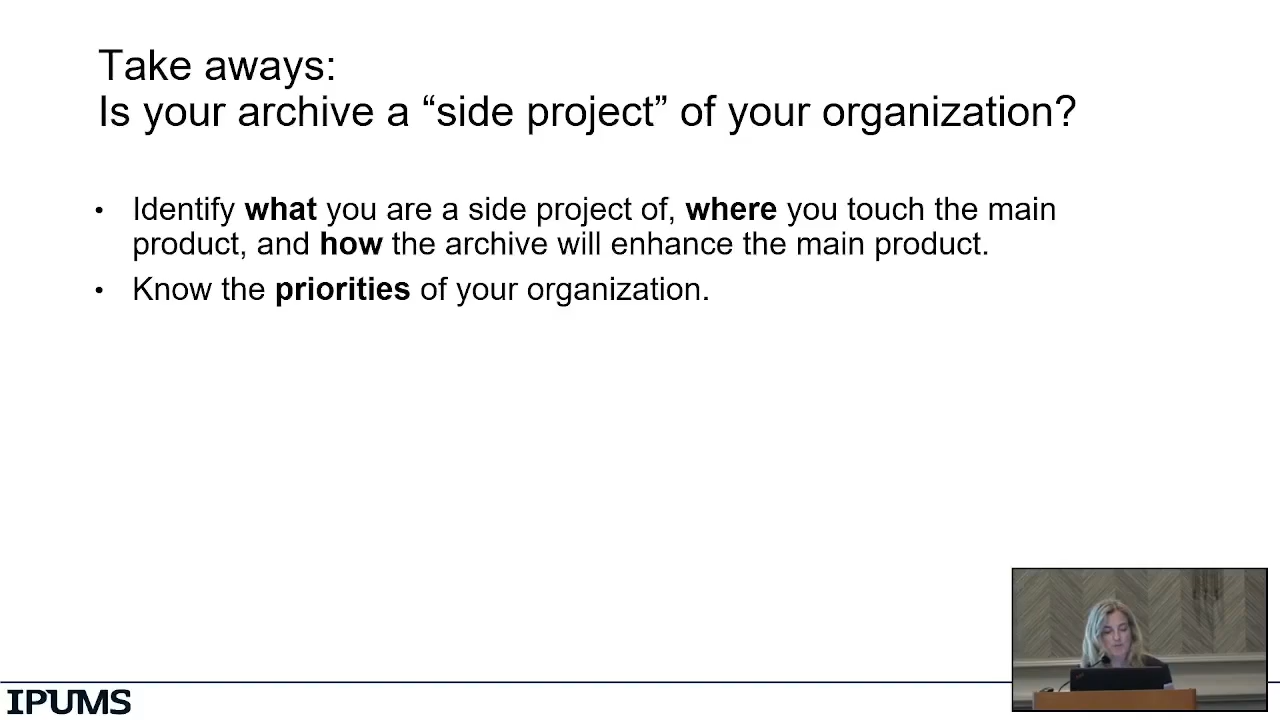 Take aways:
Is your archive a “side project” of your organization?
• Identify what you are a side project of, where you touch the main
product, and how the archive will enhance the main product.
• Know the priorities of your organization.
IPUMS